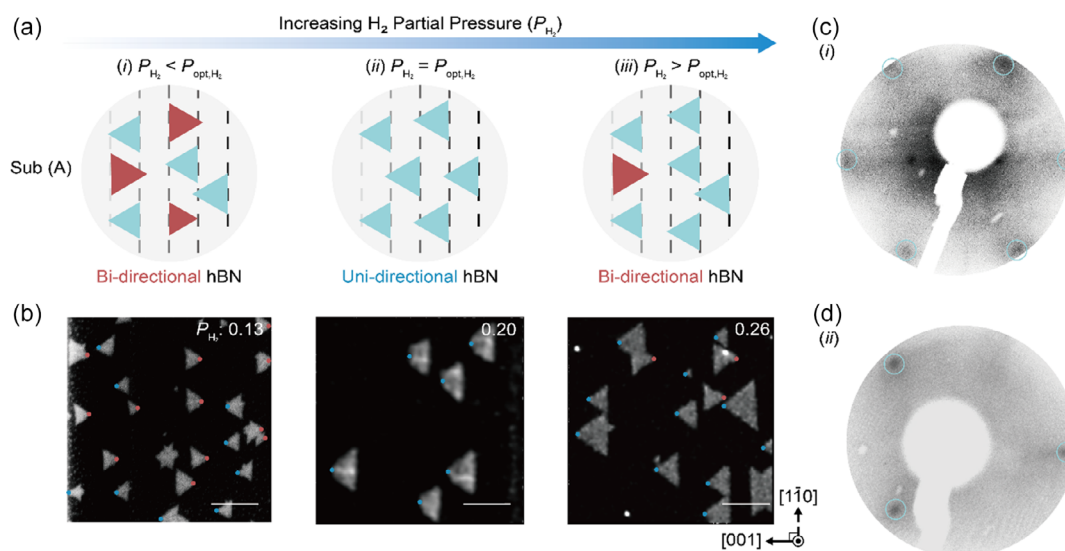 (a)
Increasing H₂ Partial Pressure (P_H₂)
(i) P_H₂ < P_opt,H₂
(ii) P_H₂ = P_opt,H₂
(iii) P_H₂ > P_opt,H₂
Sub (A)
Bi-directional hBN
Uni-directional hBN
Bi-directional hBN
(b)
P_H₂: 0.13
0.20
0.26
[11̄0]
[001]
(c)
(i)
(d)
(ii)